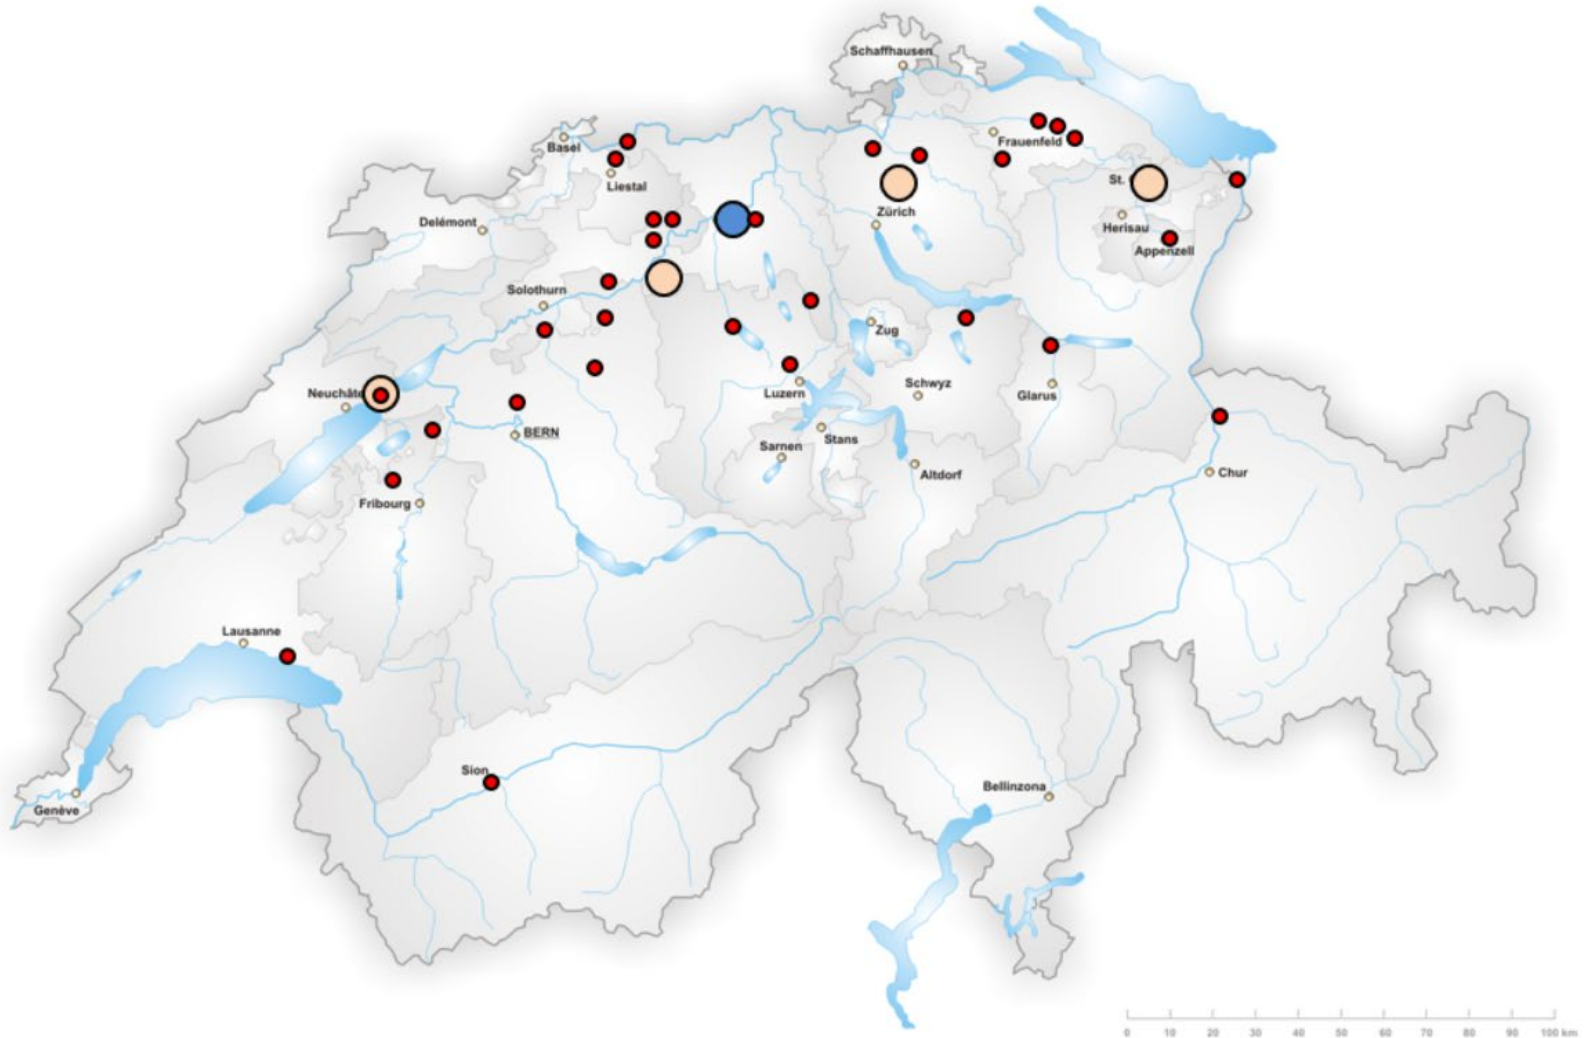 Schaffhausen
Basel
Frauenfeld
Liestal
St.
Zürich
Delémont
Herisau
Appenzell
Solothurn
Zug
Neuchâte
Luzern
Schwyz
Glarus
BERN
Stans
Sarnen
Altdorf
Chur
Fribourg
Lausanne
Sion
Bellinzona
Genève
0 10 20 30 40 50 60 70 80 90 100 km